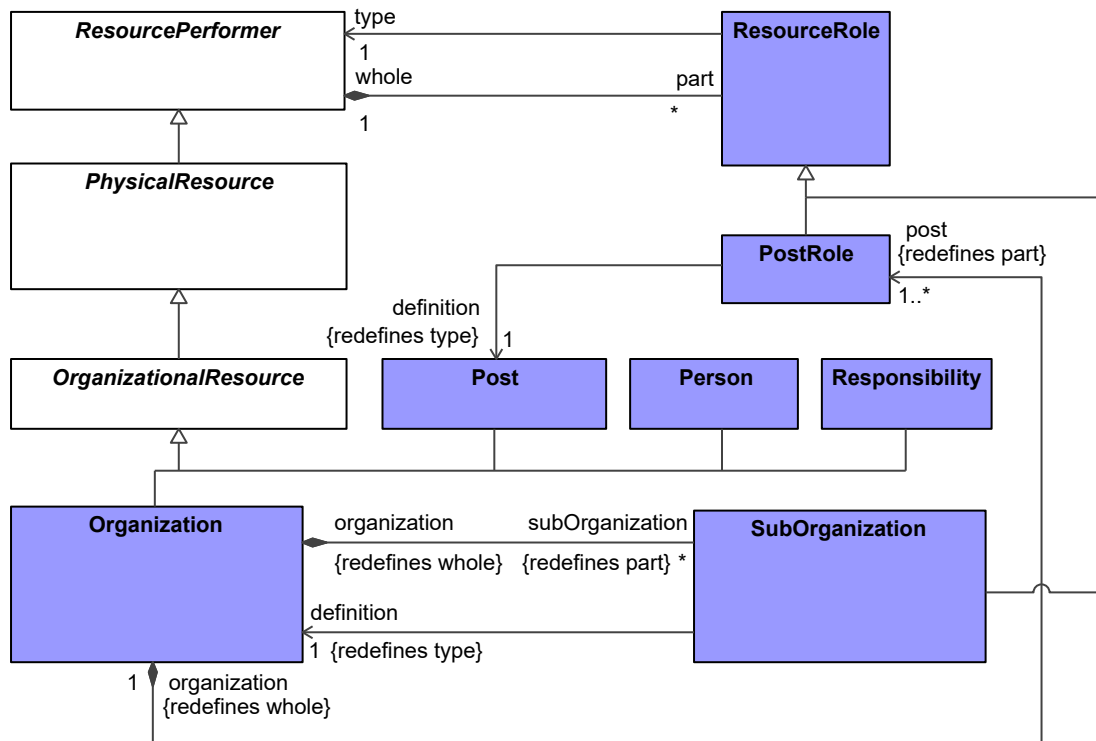 ResourcePerformer
type
1
whole
1
part
*
ResourceRole
PhysicalResource
PostRole
post
{redefines part}
1..*
definition
{redefines type}
1
OrganizationalResource
Post
Person
Responsibility
Organization
organization
{redefines whole}
subOrganization
{redefines part} *
SubOrganization
definition
1 {redefines type}
1
organization
{redefines whole}